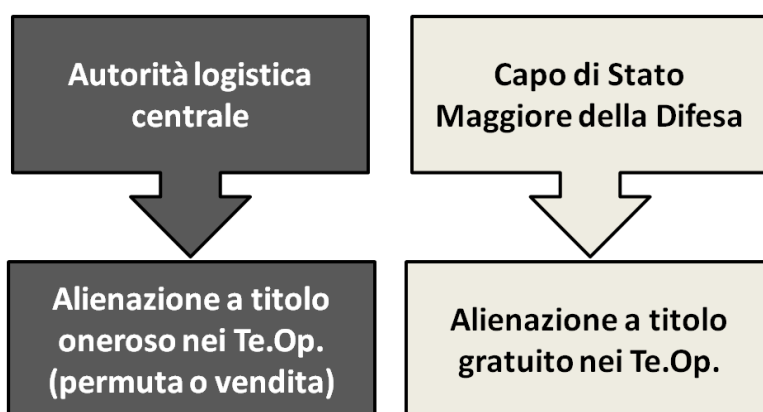 Autorità logistica
centrale
Capo di Stato
Maggiore della Difesa
Alienazione a titolo
oneroso nei Te.Op.
(permuta o vendita)
Alienazione a titolo
gratuito nei Te.Op.